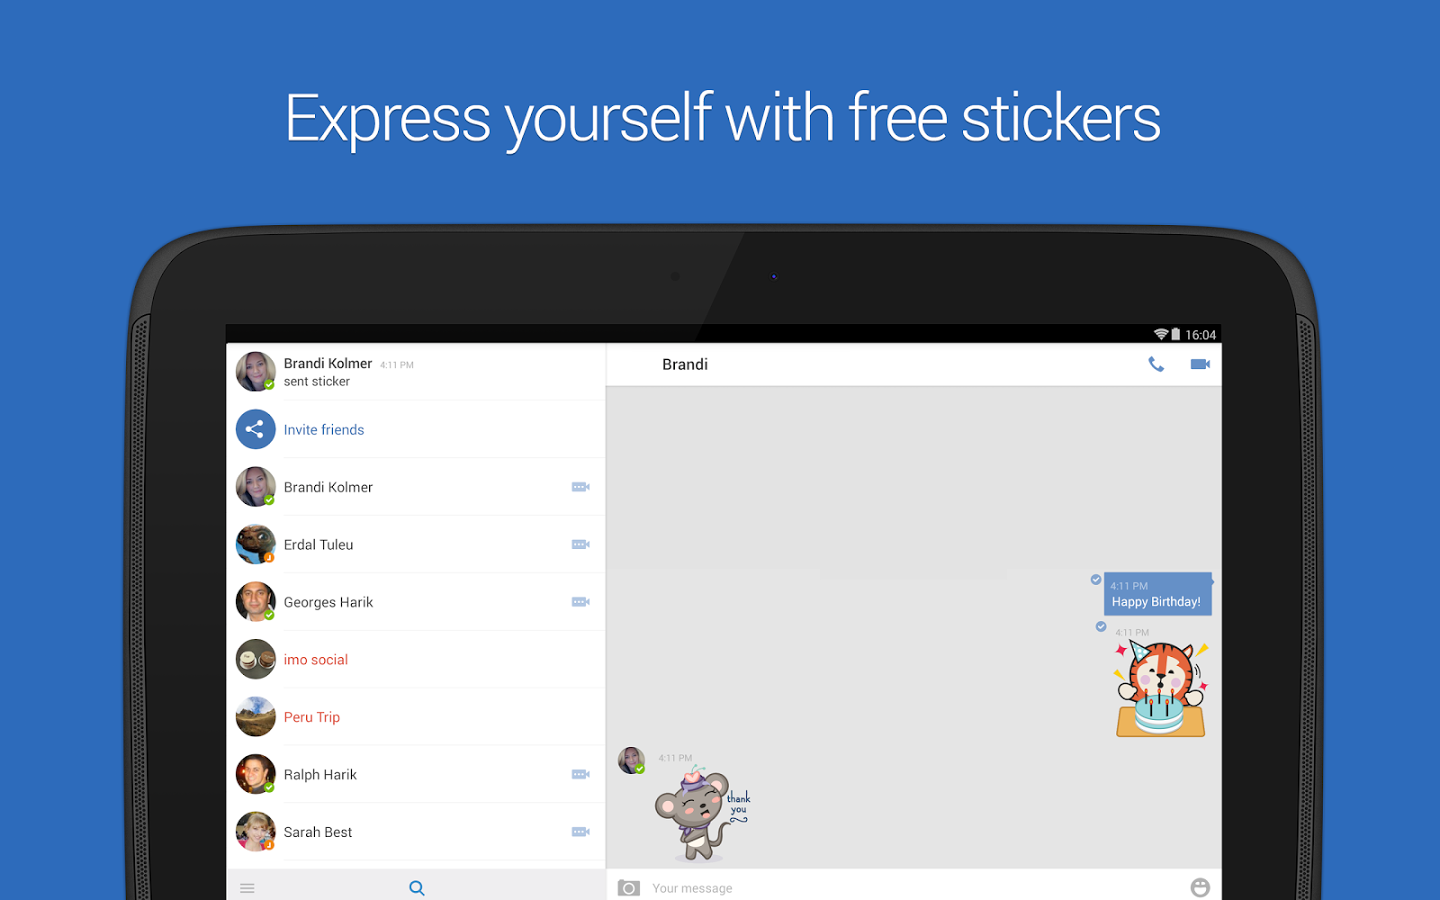 Express yourself with free stickers
16:04
Brandi Kolmer 4:11 PM
sent sticker
Invite friends
Brandi Kolmer
Erdal Tuleu
Georges Harik
imo social
Peru Trip
Ralph Harik
Sarah Best
Brandi
4:11 PM
Happy Birthday!
4:11 PM
4:11 PM
thank
you
Your message